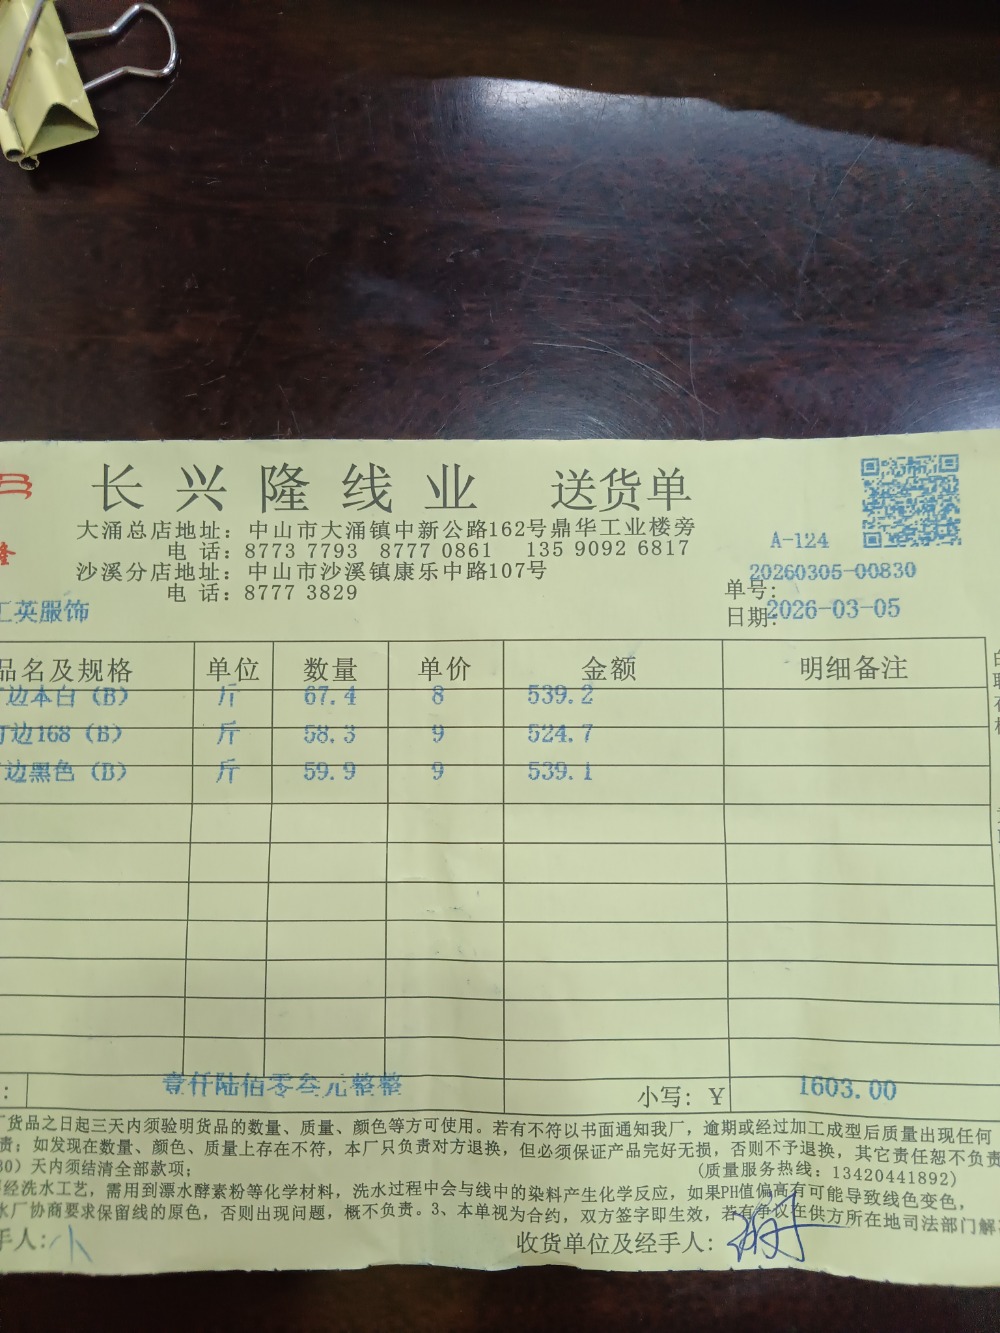 长兴隆线业 送货单
大涌总店地址：中山市大涌镇中新公路162号鼎华工业楼旁
电 话：8773 7793 8777 0861 135 9092 6817
A-124
沙溪分店地址：中山市沙溪镇康乐中路107号
电 话：8777 3829
单号：20260305-00830
日期：2026-03-05
隆
工英服饰
品名及规格 单位 数量 单价 金额 明细备注
边本白（B） 斤 67.4 8 539.2
边168（B） 斤 58.3 9 524.7
边黑色（B） 斤 59.9 9 539.1
壹仟陆佰零叁元整整 小写：￥ 1603.00
货品之日起三天内须验明货品的数量、质量、颜色等方可使用。若有不符以书面通知我厂，逾期或经过加工成型后质量出现任何
责；如发现在数量、颜色、质量上存在不符，本厂只负责对方退换，但必须保证产品完好无损，否则不予退换，其它责任恕不负责
30）天内须结清全部款项； （质量服务热线：13420441892）
经洗水工艺，需用到漂水酵素粉等化学材料，洗水过程中会与线中的染料产生化学反应，如果PH值偏高有可能导致线色变色，
水厂协商要求保留线的原色，否则出现问题，概不负责。3、本单视为合约，双方签字即生效，若有争议在供方所在地司法部门解
手人：小 收货单位及经手人：